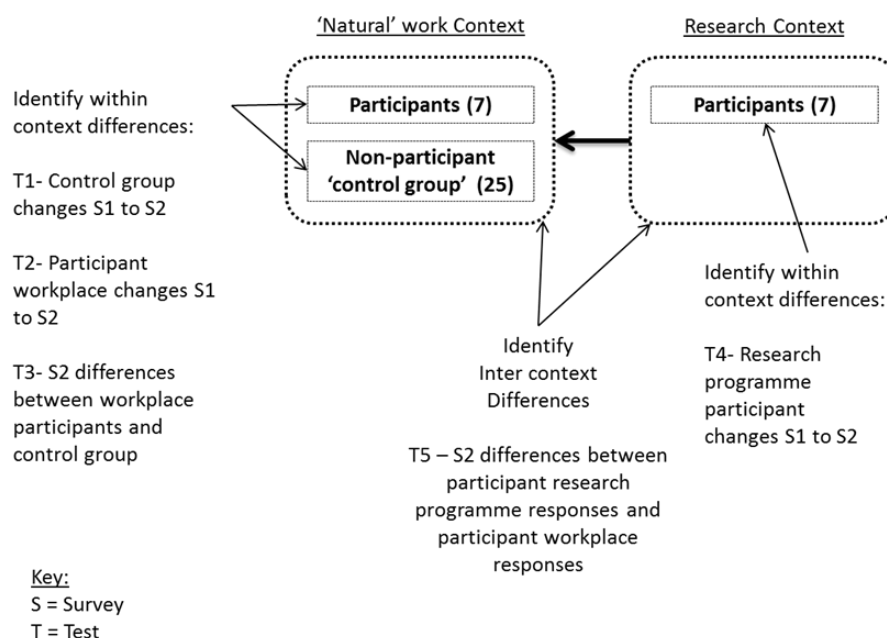 ‘Natural’ work Context
Research Context
Participants (7)
Non-participant
‘control group’ (25)
Participants (7)
Identify within
context differences:
T1- Control group
changes S1 to S2
T2- Participant
workplace changes S1
to S2
T3- S2 differences
between workplace
participants and
control group
Identify
Inter context
Differences
T5 – S2 differences between
participant research
programme responses and
participant workplace
responses
Identify within
context differences:
T4- Research
programme
participant
changes S1 to S2
Key:
S = Survey
T = Test